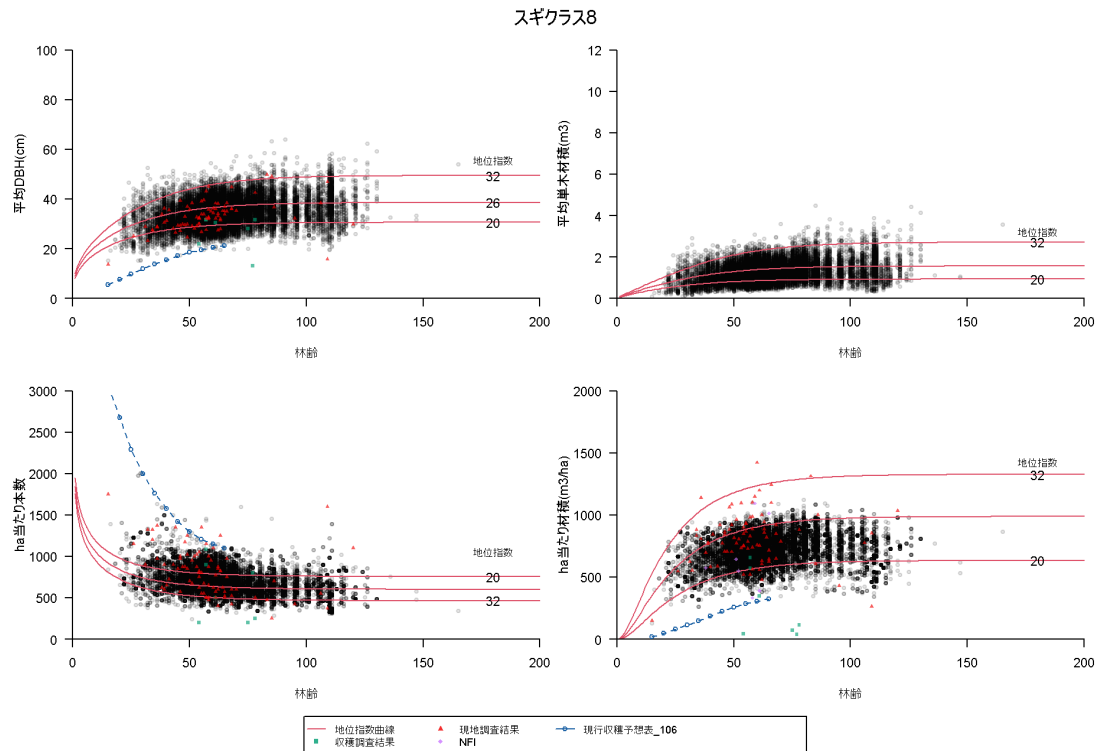 スギクラス8
平均DBH(cm)
100
80
60
40
20
0
地位指数
32
26
20
0 50 100 150 200
林齢
平均単木材積(m3)
12
10
8
6
4
2
0
地位指数
32
20
0 50 100 150 200
林齢
ha当たり本数
3000
2500
2000
1500
1000
500
0
地位指数
20
32
0 50 100 150 200
林齢
ha当たり材積(m3/ha)
2000
1500
1000
500
0
地位指数
32
20
0 50 100 150 200
林齢
地位指数曲線 現地調査結果 現行収穫予想表_106
収穫調査結果 NFI